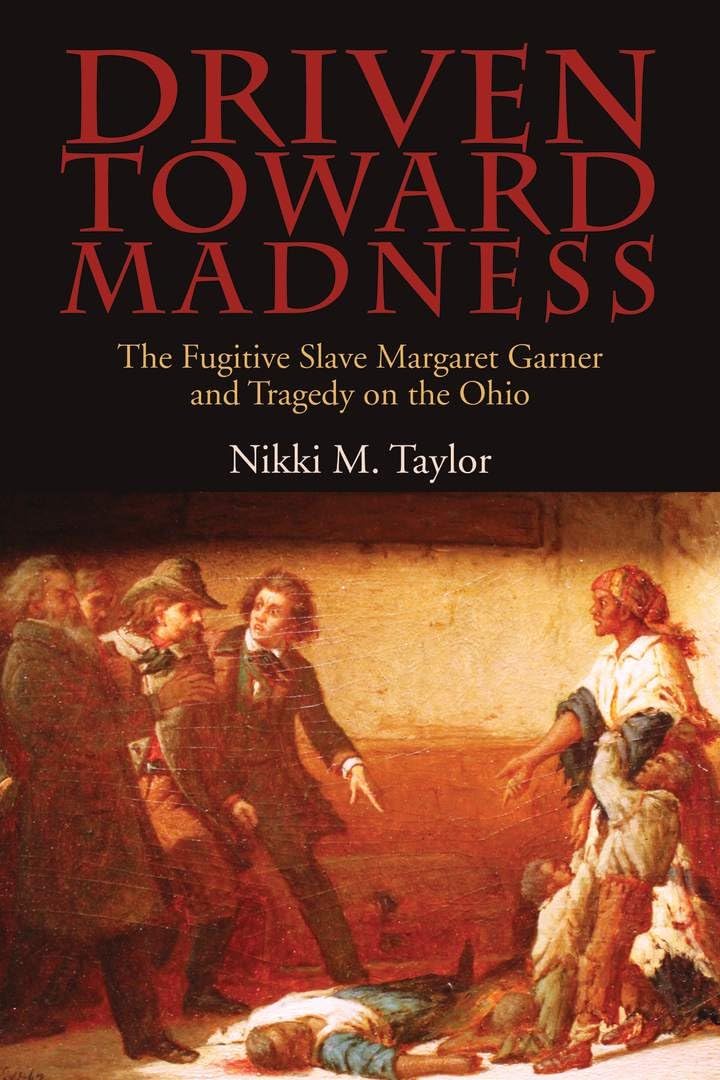 DRIVEN
TOWARD
MADNESS
The Fugitive Slave Margaret Garner
and Tragedy on the Ohio
Nikki M. Taylor